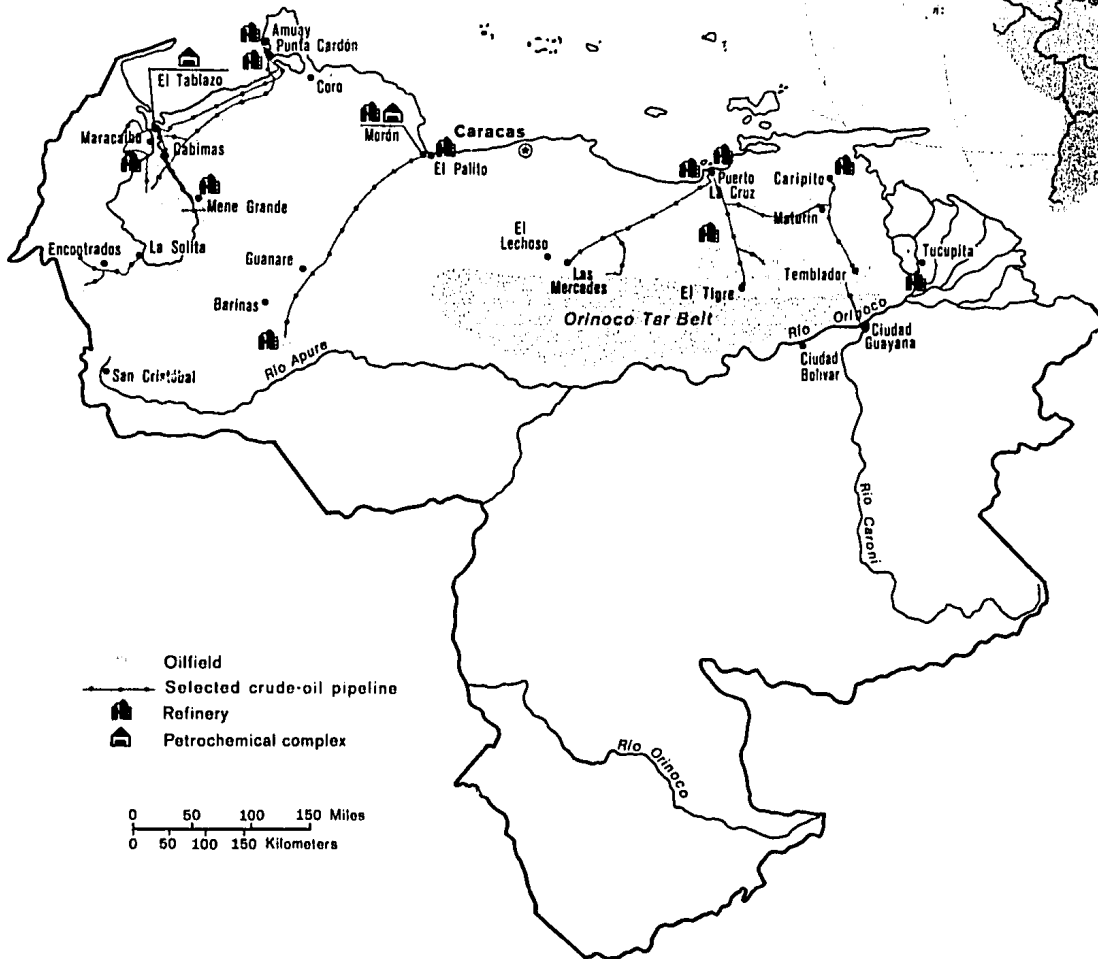 Amuay
Punta Cardón
El Tablazo
Coro
Maracaibo
Cabimas
Morón
Caracas
El Palito
Puerto
La Cruz
Caripito
Mene Grande
Maturín
Encontrados
La Solita
El
Lechoso
Tucupita
Guanare
Las
Mercedes
Temblador
El Tigre
Barinas
Orinoco Tar Belt
Río Orinoco
Ciudad
Guayana
Ciudad
Bolívar
San Cristóbal
Río Apure
Río Caroni
Oilfield
Selected crude-oil pipeline
Refinery
Petrochemical complex
Río Orinoco
0 50 100 150 Miles
0 50 100 150 Kilometers